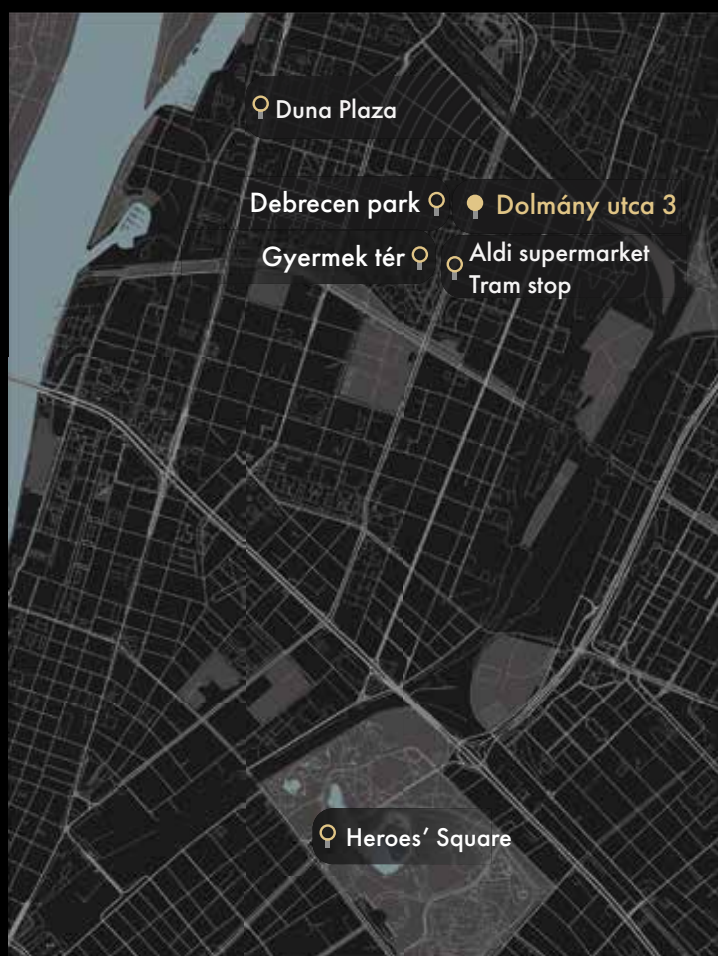 Duna Plaza
Debrecen park
Dolmány utca 3
Gyermek tér
Aldi supermarket
Tram stop
Heroes’ Square